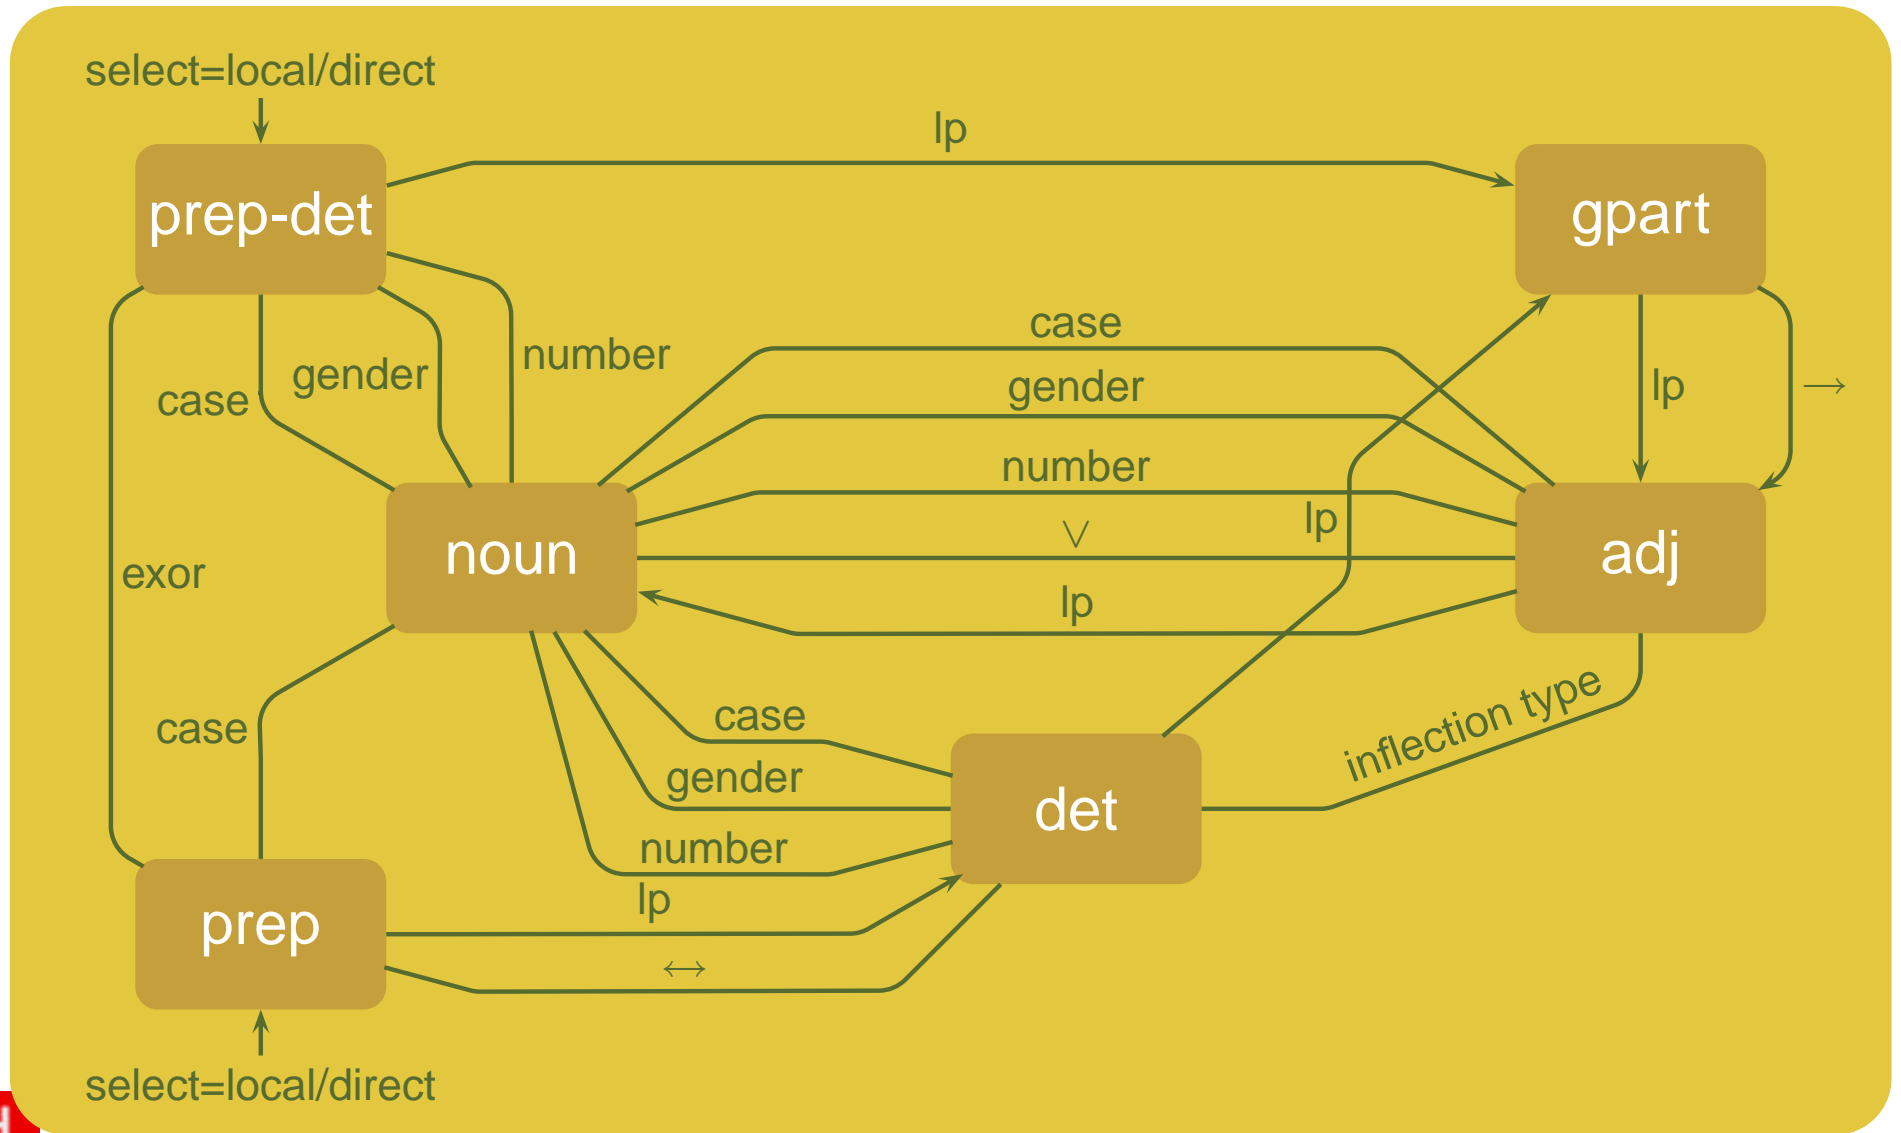 select=local/direct
lp
prep-det
gpart
case
gender
number
case
gender
lp
→
number
lp
∨
exor
noun
adj
lp
case
case
inflection type
gender
det
number
lp
prep
↔
select=local/direct